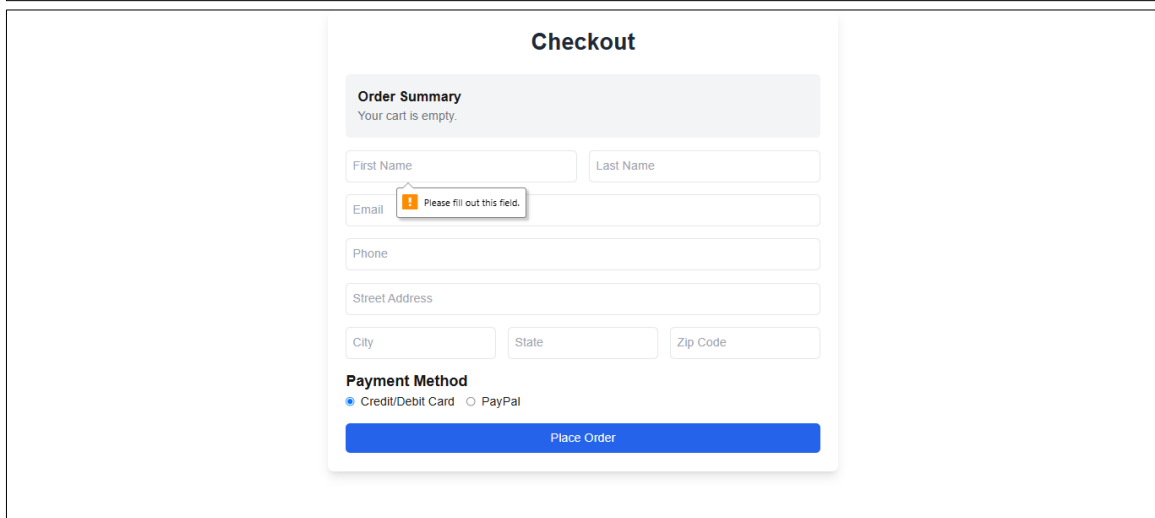 Checkout
Order Summary
Your cart is empty.
First Name
Last Name
Please fill out this field.
Email
Phone
Street Address
City
State
Zip Code
Payment Method
Credit/Debit Card
PayPal
Place Order